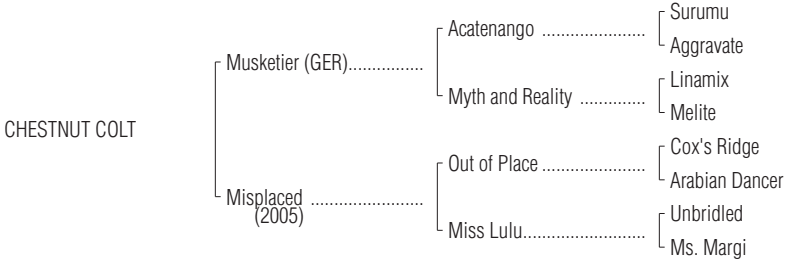 Surumu
Acatenango ......................
Aggravate
Musketier (GER)................
Linamix
Myth and Reality ..............
Melite
CHESTNUT COLT
Cox's Ridge
Out of Place ......................
Arabian Dancer
Misplaced ........................
(2005)
Unbridled
Miss Lulu..........................
Ms. Margi